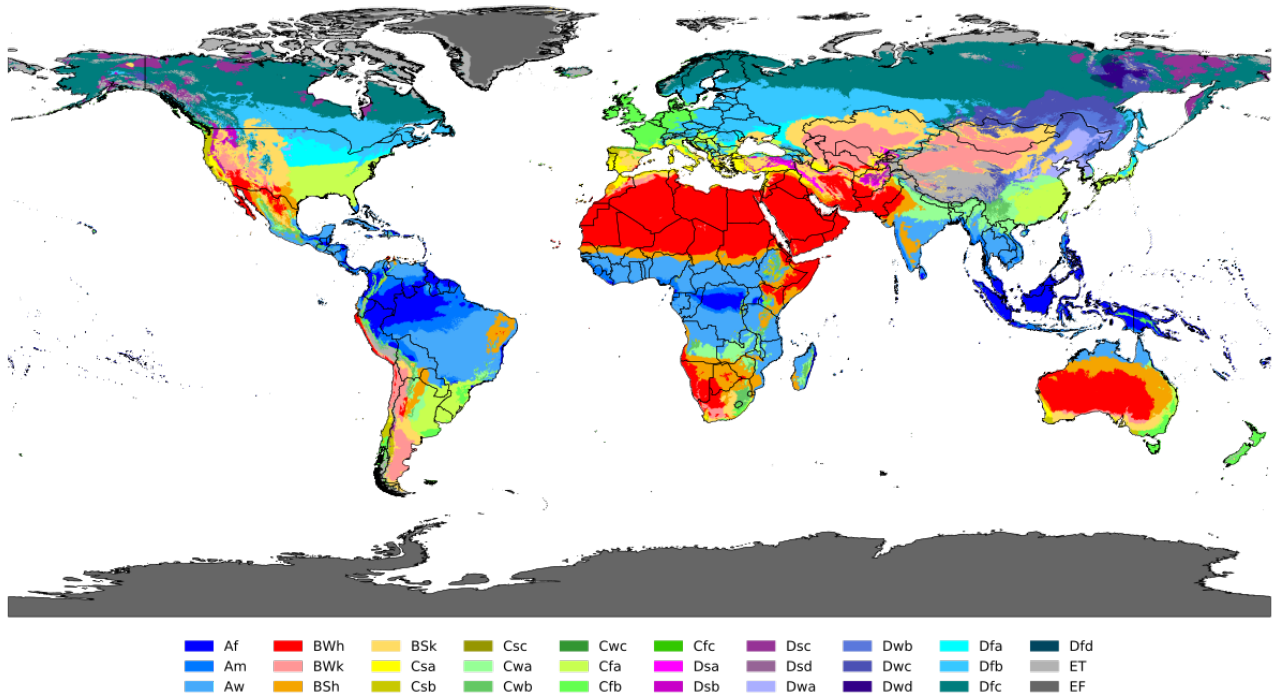 Af BWh BSk Csc Cwc Cfc Dsc Dwb Dfa Dfd
Am BWk Csa Cwa Cfa Dsa Dsd Dwc Dfb ET
Aw BSh Csb Cwb Cfb Dsb Dwa Dwd Dfc EF